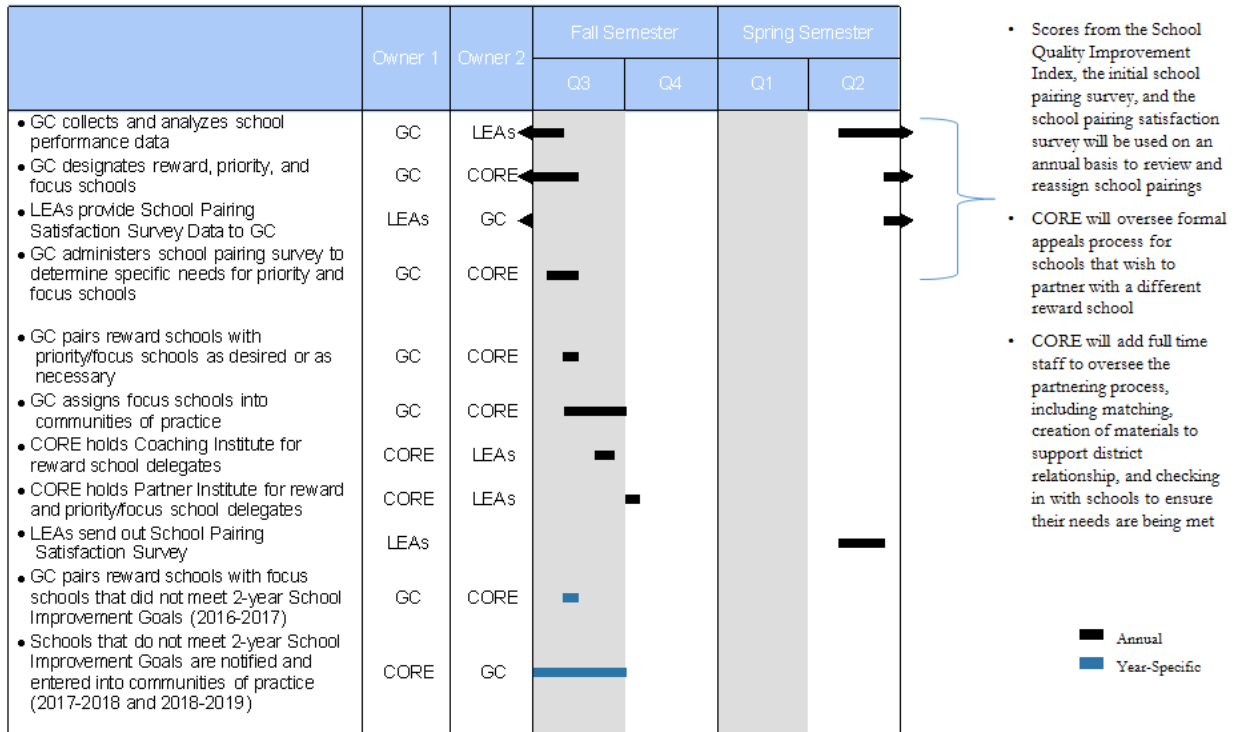 Owner 1
Owner 2
Fall Semester
Spring Semester
Q3
Q4
Q1
Q2
• GC collects and analyzes school
performance data
GC
LEAs
• GC designates reward, priority, and
focus schools
GC
CORE
• LEAs provide School Pairing
Satisfaction Survey Data to GC
LEAs
GC
• GC administers school pairing survey to
determine specific needs for priority and
focus schools
GC
CORE
• GC pairs reward schools with
priority/focus schools as desired or as
necessary
GC
CORE
• GC assigns focus schools into
communities of practice
GC
CORE
• CORE holds Coaching Institute for
reward school delegates
CORE
LEAs
• CORE holds Partner Institute for reward
and priority/focus school delegates
CORE
LEAs
• LEAs send out School Pairing
Satisfaction Survey
LEAs
• GC pairs reward schools with focus
schools that did not meet 2-year School
Improvement Goals (2016-2017)
GC
CORE
• Schools that do not meet 2-year School
Improvement Goals are notified and
entered into communities of practice
(2017-2018 and 2018-2019)
CORE
GC
• Scores from the School
Quality Improvement
Index, the initial school
pairing survey, and the
school pairing satisfaction
survey will be used on an
annual basis to review and
reassign school pairings
• CORE will oversee formal
appeals process for
schools that wish to
partner with a different
reward school
• CORE will add full time
staff to oversee the
partnering process,
including matching,
creation of materials to
support district
relationship, and checking
in with schools to ensure
their needs are being met
Annual
Year-Specific